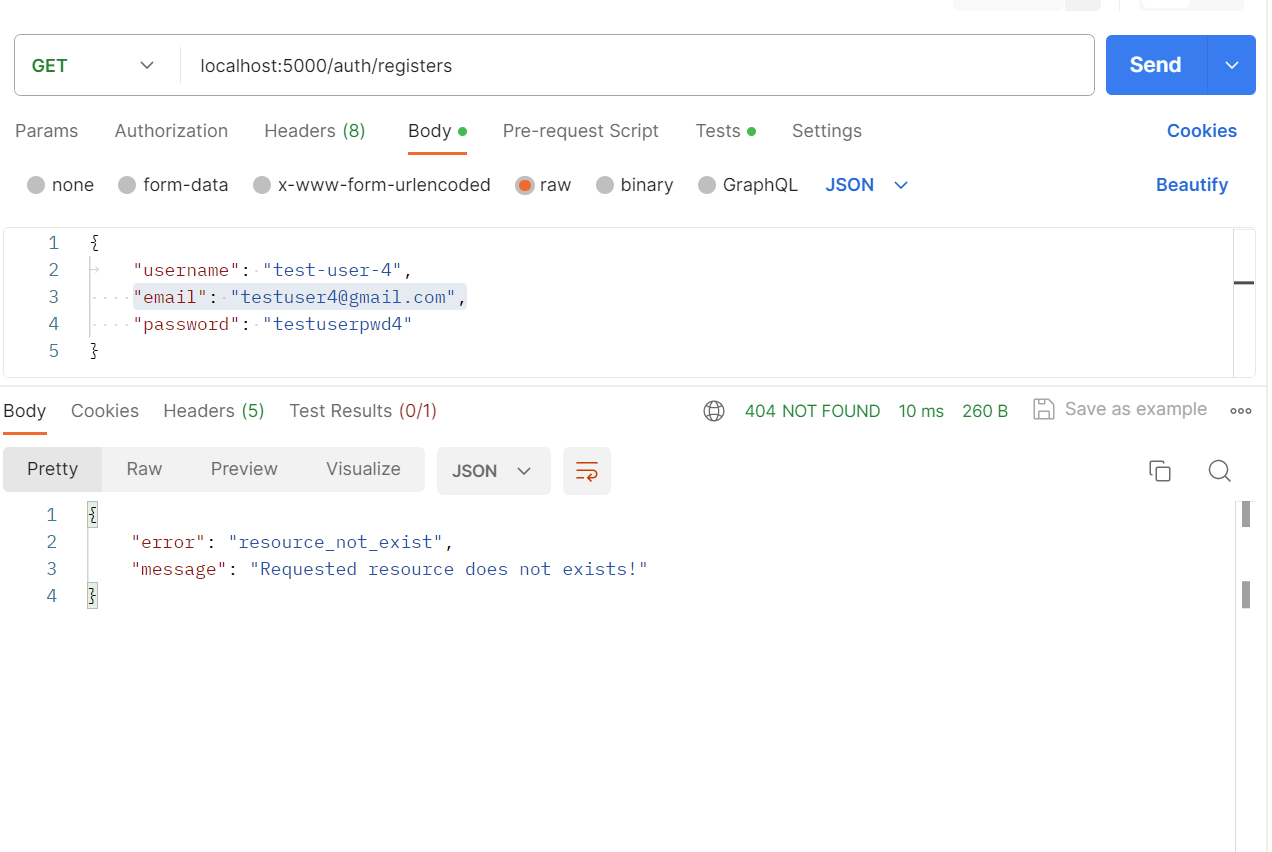 GET localhost:5000/auth/registers Send
Params Authorization Headers (8) Body Pre-request Script Tests Settings Cookies
none form-data x-www-form-urlencoded raw binary GraphQL JSON Beautify
1 {
2 "username": "test-user-4",
3 "email": "testuser4@gmail.com",
4 "password": "testuserpwd4"
5 }
Body Cookies Headers (5) Test Results (0/1) 404 NOT FOUND 10 ms 260 B Save as example
Pretty Raw Preview Visualize JSON
1 {
2 "error": "resource_not_exist",
3 "message": "Requested resource does not exists!"
4 }